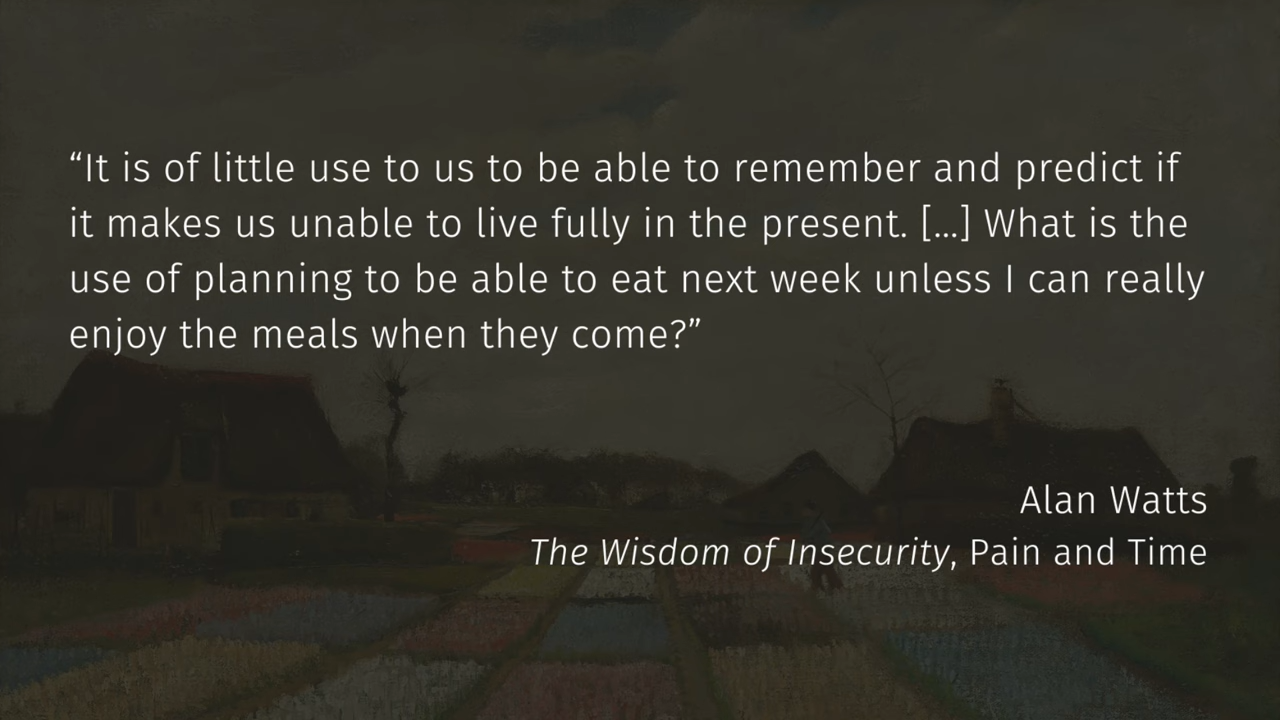 “It is of little use to us to be able to remember and predict if
it makes us unable to live fully in the present. [...] What is the
use of planning to be able to eat next week unless I can really
enjoy the meals when they come?”
Alan Watts
The Wisdom of Insecurity, Pain and Time